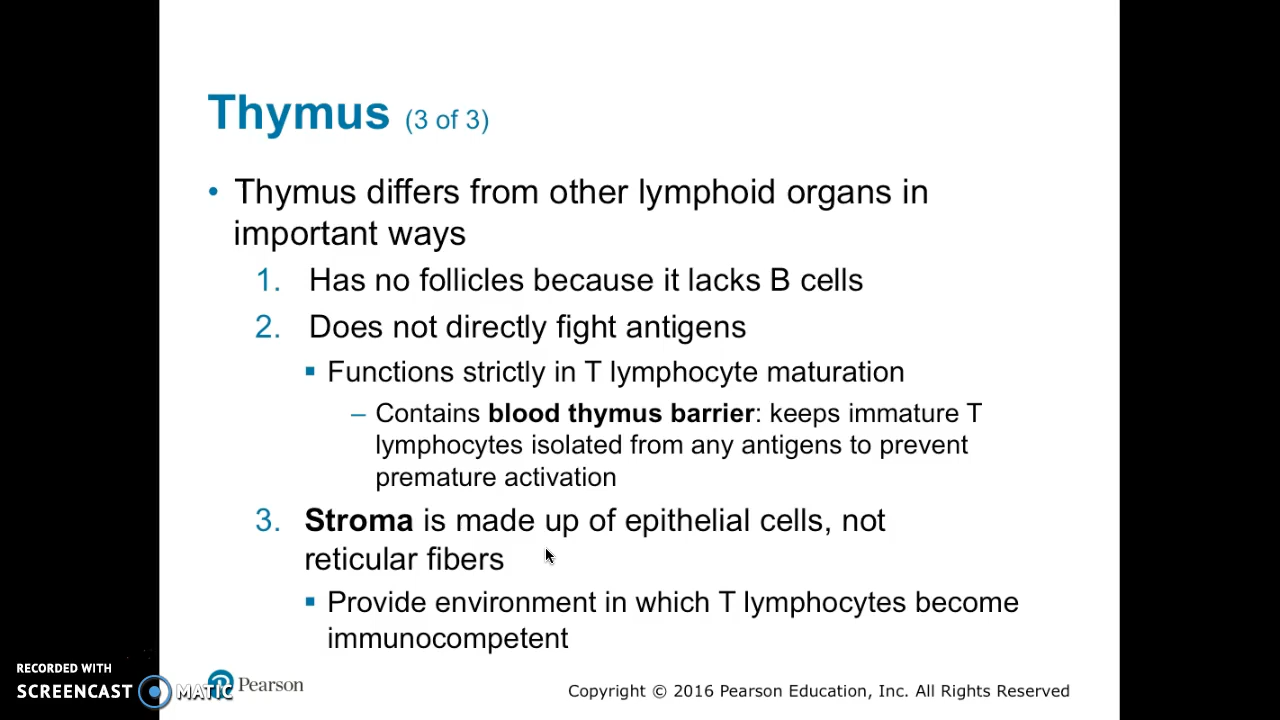 Thymus (3 of 3)
• Thymus differs from other lymphoid organs in
important ways
1. Has no follicles because it lacks B cells
2. Does not directly fight antigens
▪ Functions strictly in T lymphocyte maturation
– Contains blood thymus barrier: keeps immature T
lymphocytes isolated from any antigens to prevent
premature activation
3. Stroma is made up of epithelial cells, not
reticular fibers
▪ Provide environment in which T lymphocytes become
immunocompetent
RECORDED WITH
SCREENCAST MATIC
Pearson
Copyright © 2016 Pearson Education, Inc. All Rights Reserved